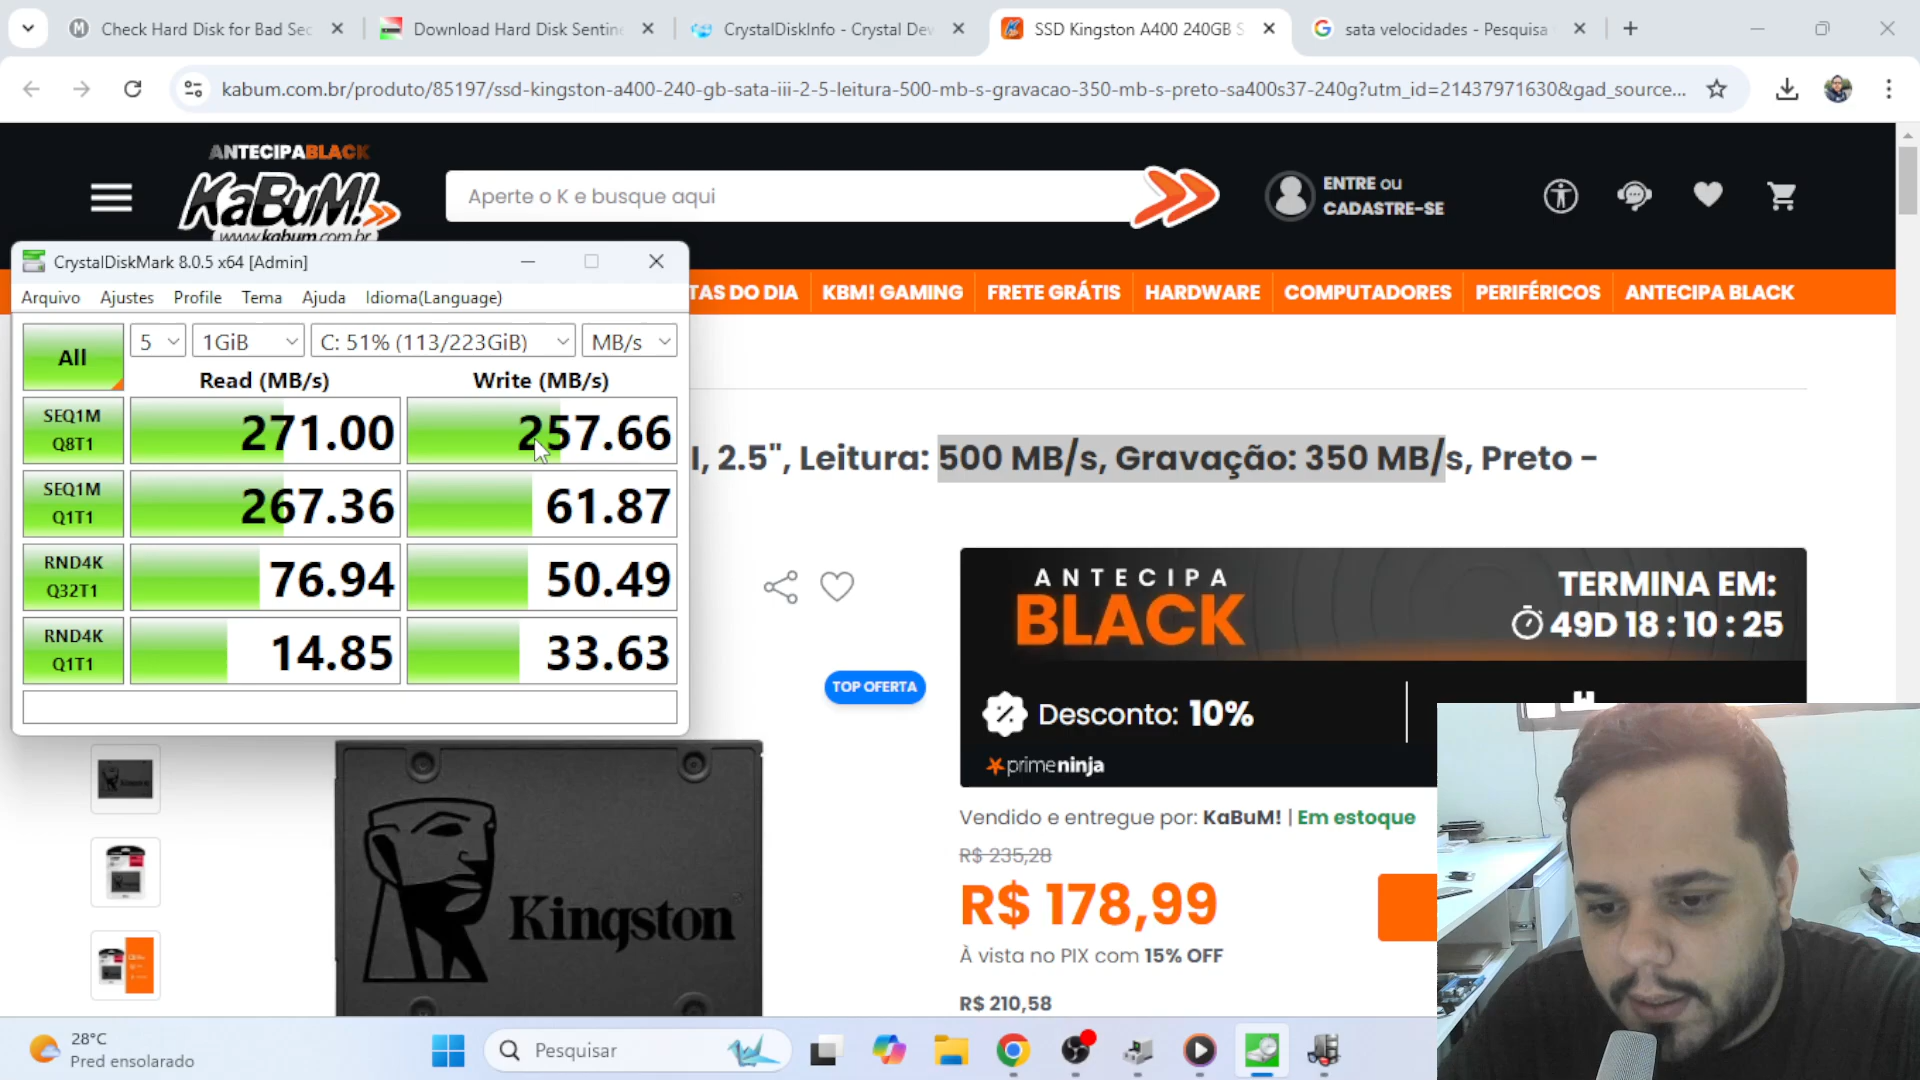 Check Hard Disk for Bad Sec
Download Hard Disk Sentine
CrystalDiskInfo - Crystal Dev
SSD Kingston A400 240GB S
sata velocidades - Pesquisa
kabum.com.br/produto/85197/ssd-kingston-a400-240-gb-sata-iii-2-5-leitura-500-mb-s-gravacao-350-mb-s-preto-sa400s37-240g?utm_id=21437971630&gad_source...
ANTECIPABLACK
KaBuM!
www.kabum.com.br
Aperte o K e busque aqui
ENTRE ou
CADASTRE-SE
TAS DO DIA
KBM! GAMING
FRETE GRÁTIS
HARDWARE
COMPUTADORES
PERIFÉRICOS
ANTECIPA BLACK
CrystalDiskMark 8.0.5 x64 [Admin]
Arquivo Ajustes Profile Tema Ajuda Idioma(Language)
All
5
1GiB
C: 51% (113/223GiB)
MB/s
Read (MB/s)
Write (MB/s)
SEQ1M
Q8T1
271.00
257.66
SEQ1M
Q1T1
267.36
61.87
RND4K
Q32T1
76.94
50.49
RND4K
Q1T1
14.85
33.63
I, 2.5", Leitura: 500 MB/s, Gravação: 350 MB/s, Preto -
TOP OFERTA
ANTECIPA
BLACK
TERMINA EM:
49D 18 : 10 : 25
Desconto: 10%
primeninja
Kingston
Vendido e entregue por: KaBuM! | Em estoque
R$ 235,28
R$ 178,99
À vista no PIX com 15% OFF
R$ 210,58
28°C
Pred ensolarado
Pesquisar